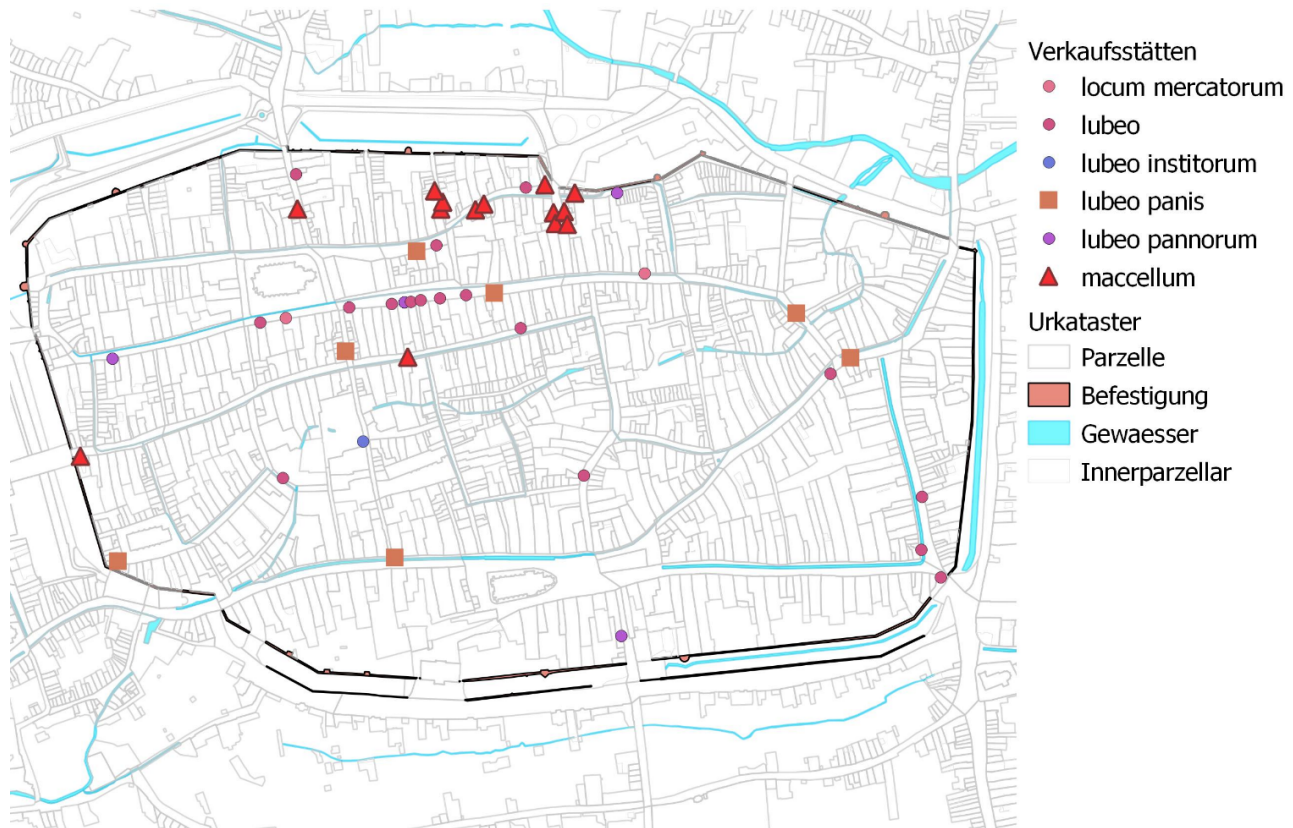 Verkaufsstätten
locum mercatorum
lubeo
lubeo institorum
lubeo panis
lubeo pannorum
maccellum
Urkataster
Parzelle
Befestigung
Gewaesser
Innerparzellar